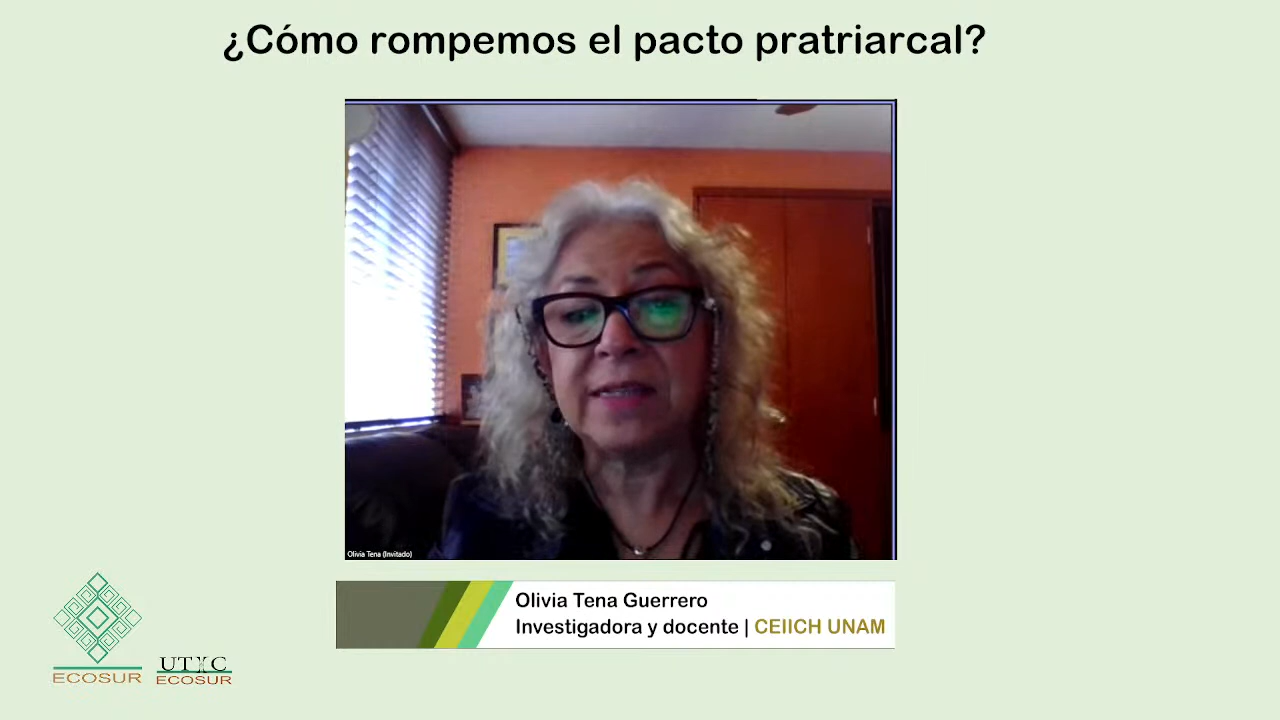 ¿Cómo rompemos el pacto pratriarcal?
Olivia Tena (Invitado)
Olivia Tena Guerrero
Investigadora y docente | CEIICH UNAM
ECOSUR
UTIC
ECOSUR